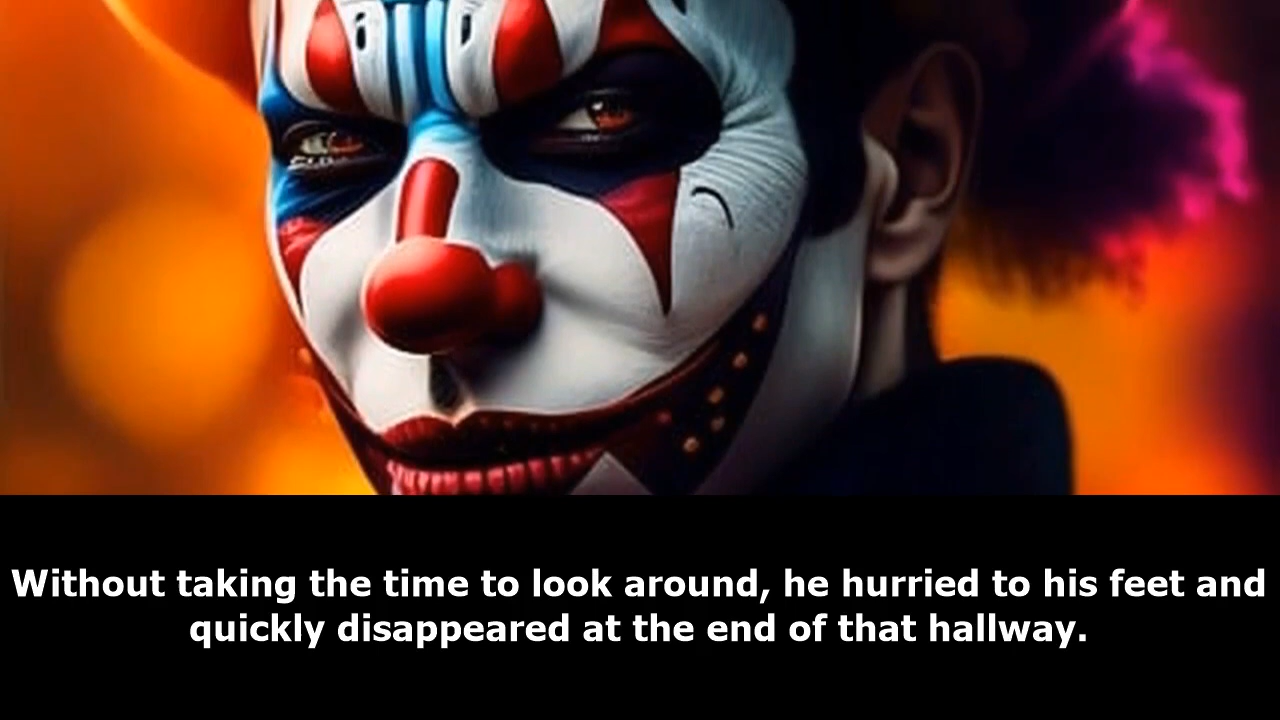 Without taking the time to look around, he hurried to his feet and
quickly disappeared at the end of that hallway.